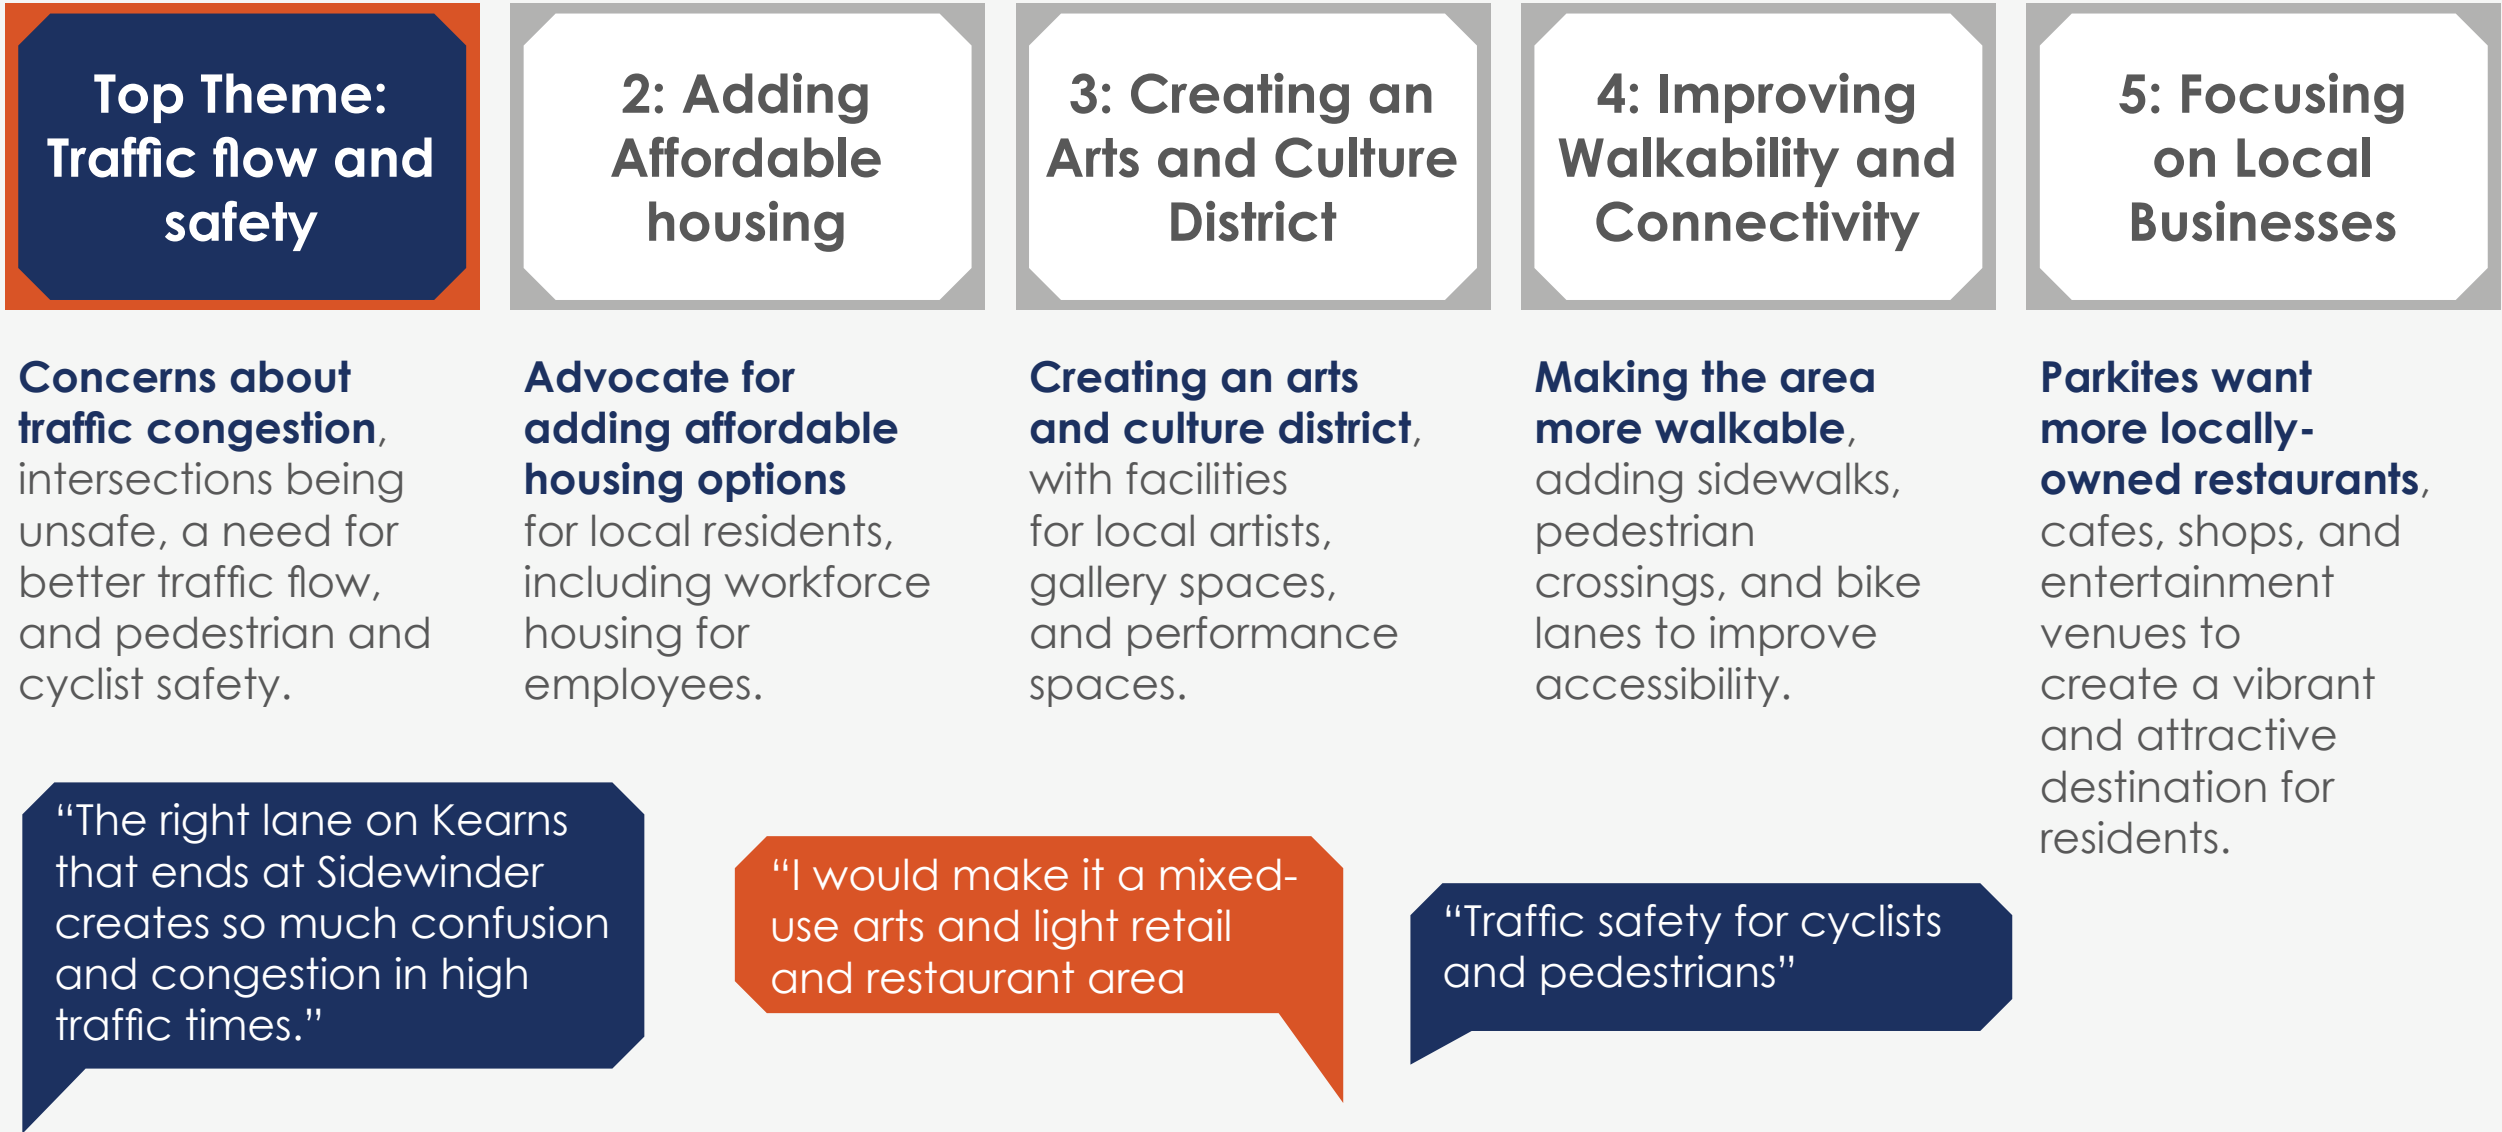 Top Theme:
Traffic flow and
safety
2: Adding
Affordable
housing
3: Creating an
Arts and Culture
District
4: Improving
Walkability and
Connectivity
5: Focusing
on Local
Businesses
Concerns about
traffic congestion,
intersections being
unsafe, a need for
better traffic flow,
and pedestrian and
cyclist safety.
Advocate for
adding affordable
housing options
for local residents,
including workforce
housing for
employees.
Creating an arts
and culture district,
with facilities
for local artists,
gallery spaces,
and performance
spaces.
Making the area
more walkable,
adding sidewalks,
pedestrian
crossings, and bike
lanes to improve
accessibility.
Parkites want
more locally-
owned restaurants,
cafes, shops, and
entertainment
venues to
create a vibrant
and attractive
destination for
residents.
“The right lane on Kearns
that ends at Sidewinder
creates so much confusion
and congestion in high
traffic times.”
“I would make it a mixed-
use arts and light retail
and restaurant area
“Traffic safety for cyclists
and pedestrians”